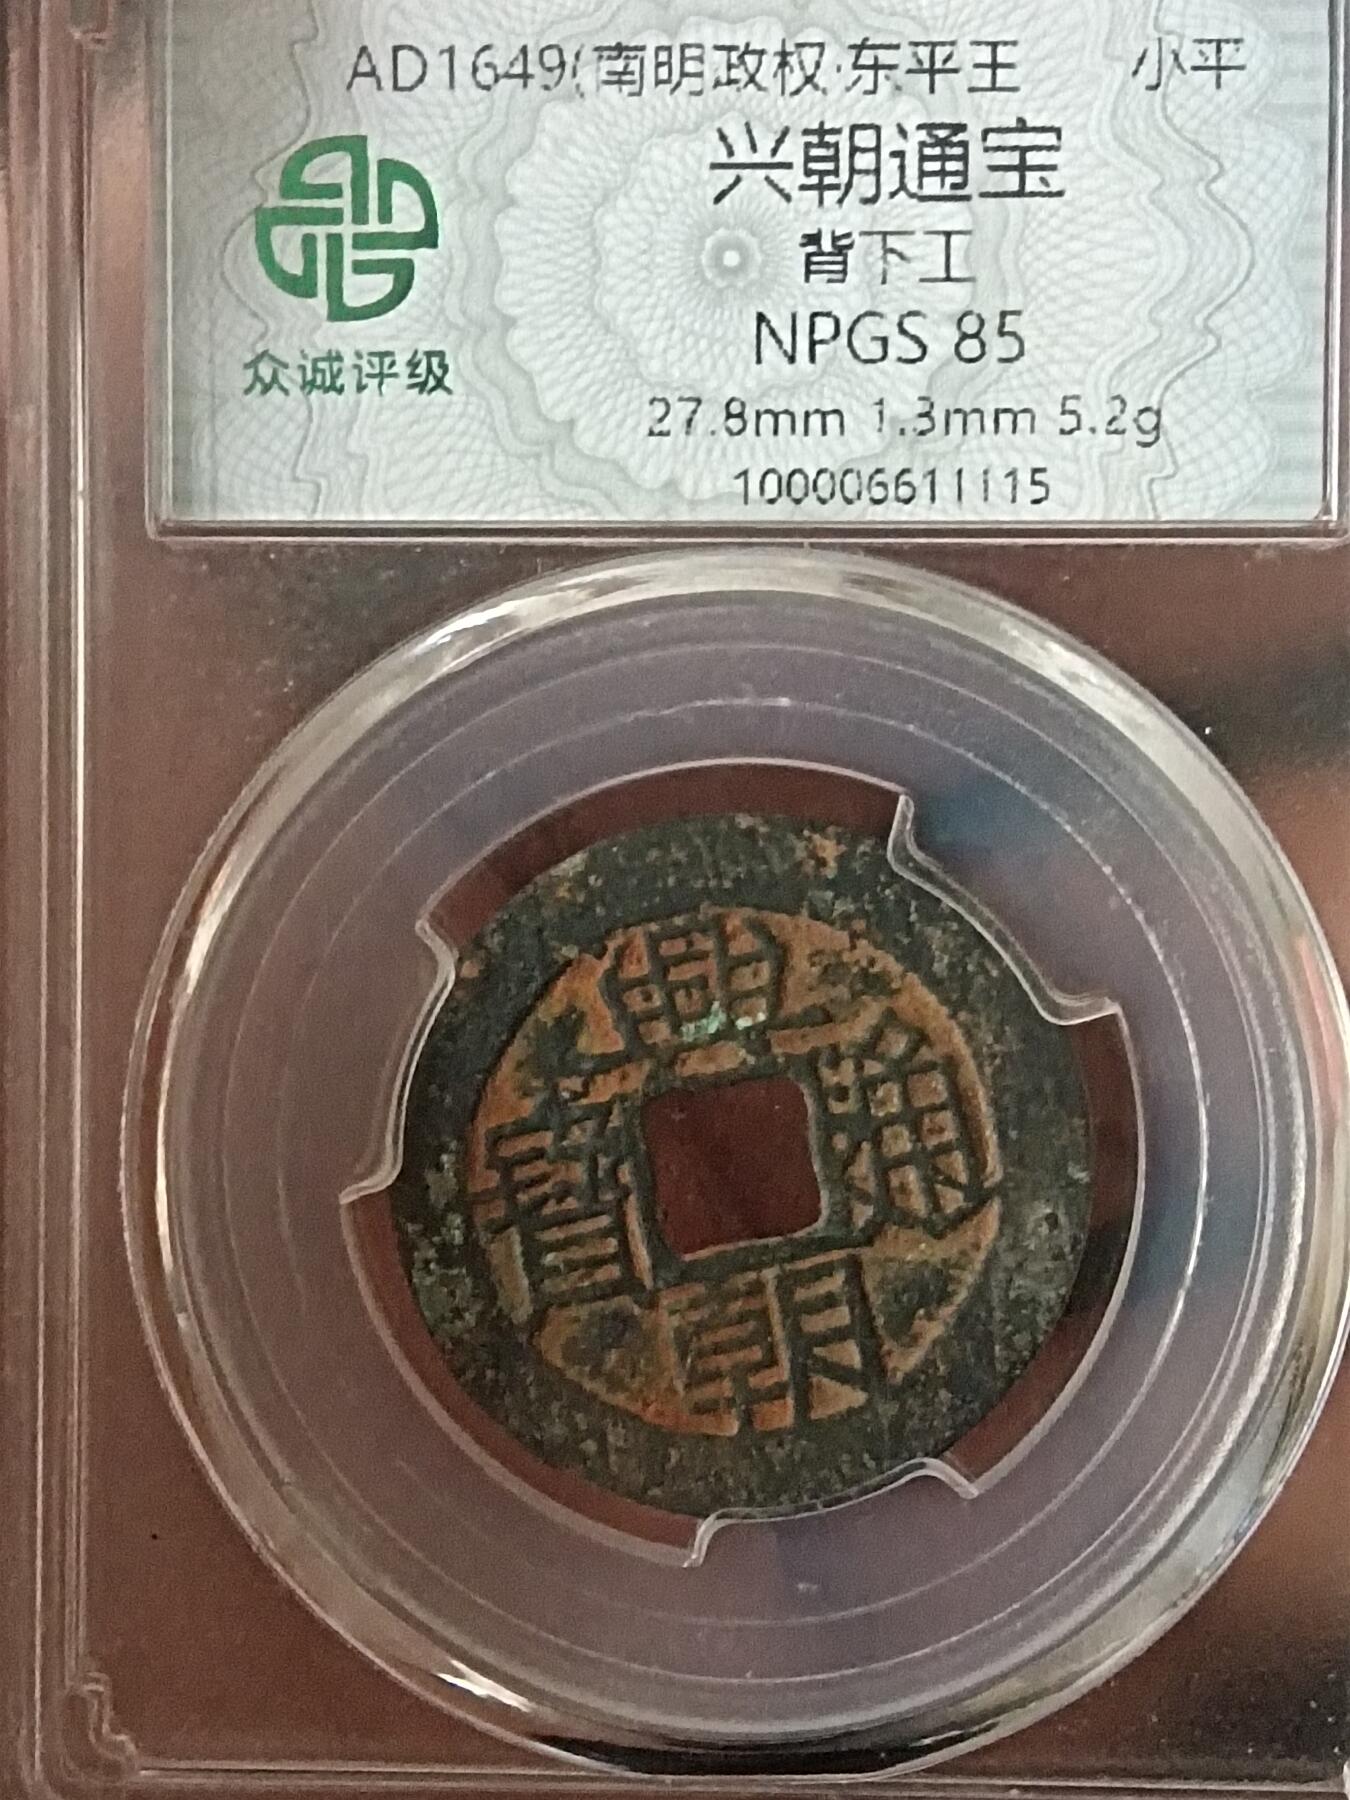 AD1649(南明政权·东平王 小平
兴朝通宝
背下工
NPGS 85
27.8mm 1.3mm 5.2g
100006611115
众诚评级
興
寶 通
朝